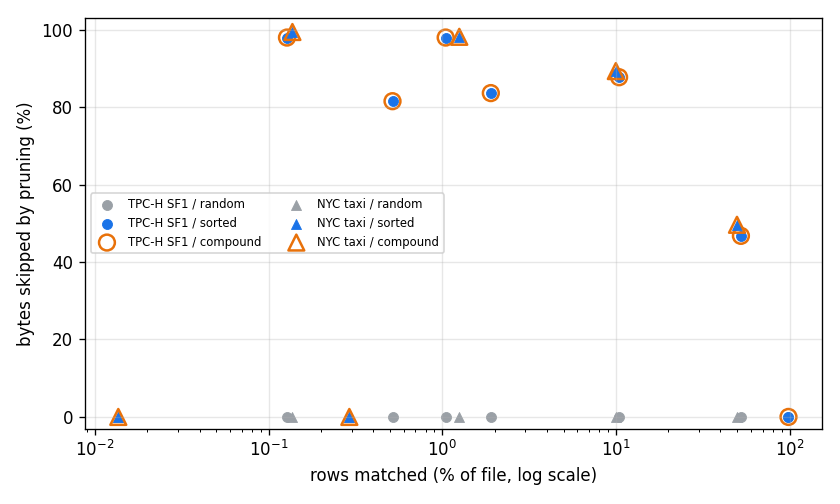 bytes skipped by pruning (%)
100
80
60
40
20
0
TPC-H SF1 / random
TPC-H SF1 / sorted
TPC-H SF1 / compound
NYC taxi / random
NYC taxi / sorted
NYC taxi / compound
10⁻² 10⁻¹ 10⁰ 10¹ 10²
rows matched (% of file, log scale)